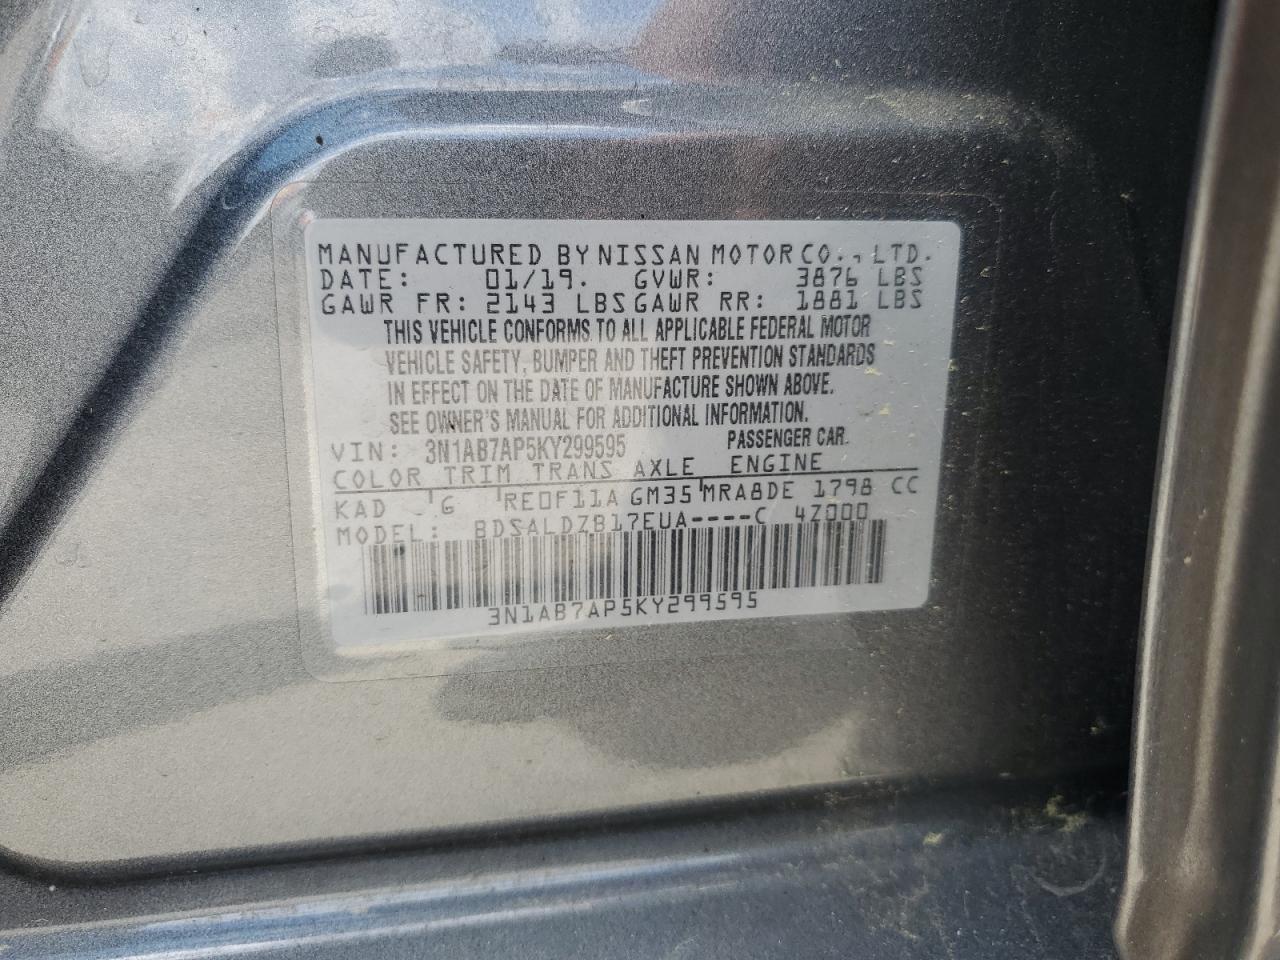 MANUFACTURED BY NISSAN MOTOR CO., LTD.
DATE: 01/19. GVWR: 3876 LBS
GAWR FR: 2143 LBS GAWR RR: 1881 LBS
THIS VEHICLE CONFORMS TO ALL APPLICABLE FEDERAL MOTOR
VEHICLE SAFETY, BUMPER AND THEFT PREVENTION STANDARDS
IN EFFECT ON THE DATE OF MANUFACTURE SHOWN ABOVE.
SEE OWNER'S MANUAL FOR ADDITIONAL INFORMATION.
VIN: 3N1AB7AP5KY299595 PASSENGER CAR.
COLOR TRIM TRANS AXLE ENGINE
KAD G RE0F11A GM35 MRA8DE 1798 CC
MODEL: BDSALDZB17EUA----C 4Z000
3N1AB7AP5KY299595